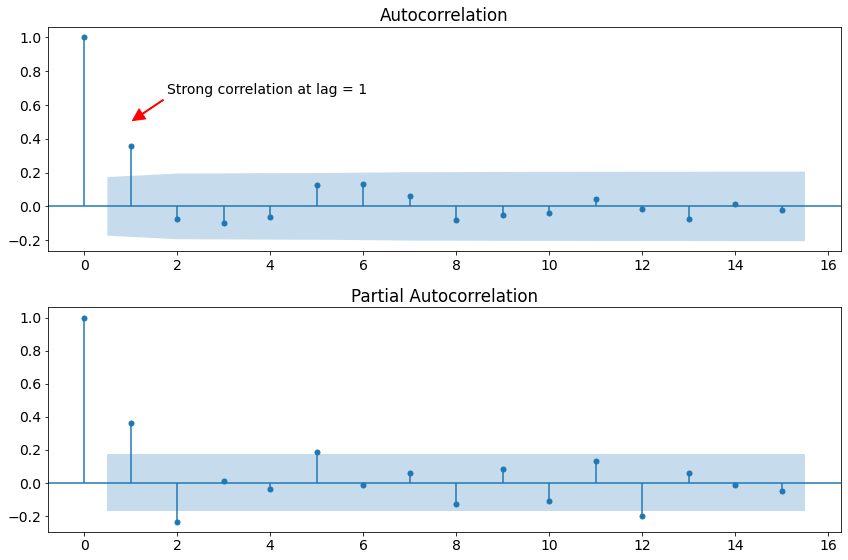 Autocorrelation
1.0
0.8
0.6
0.4
0.2
0.0
−0.2
Strong correlation at lag = 1
0 2 4 6 8 10 12 14 16
Partial Autocorrelation
1.0
0.8
0.6
0.4
0.2
0.0
−0.2
0 2 4 6 8 10 12 14 16